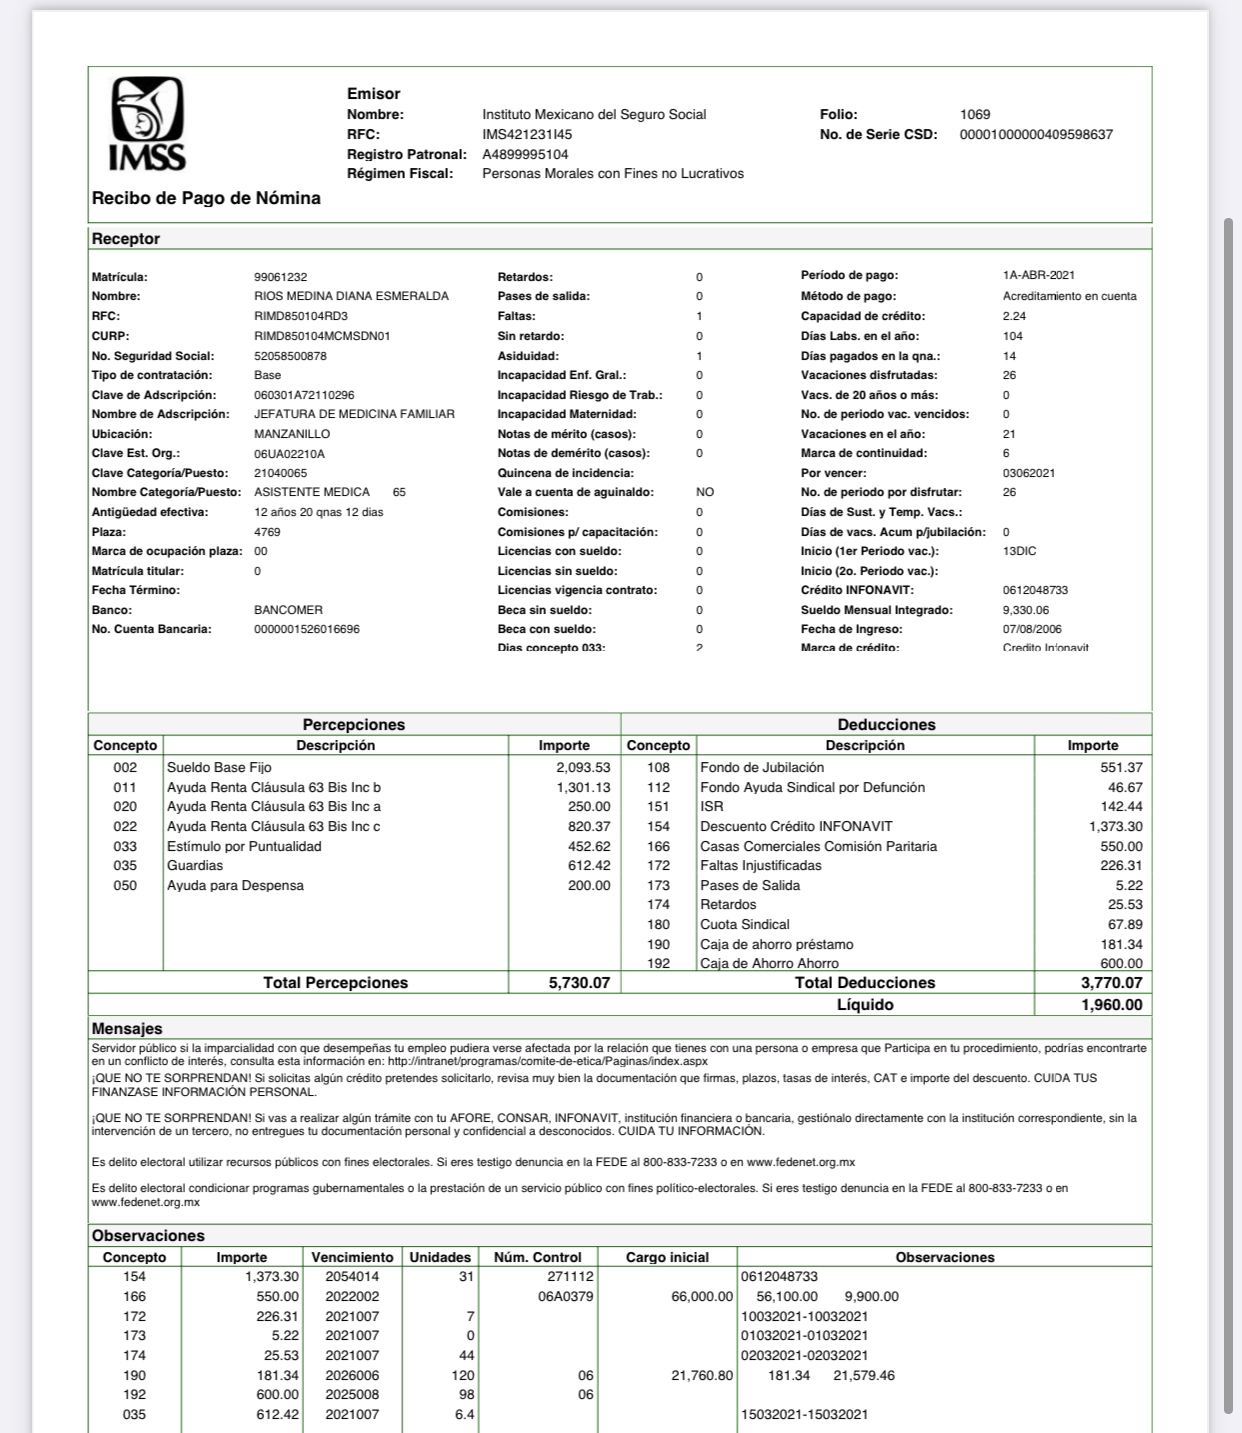 IMSS
Emisor
Nombre: Instituto Mexicano del Seguro Social Folio: 1069
RFC: IMS421231I45 No. de Serie CSD: 00001000000409598637
Registro Patronal: A4899995104
Régimen Fiscal: Personas Morales con Fines no Lucrativos
Recibo de Pago de Nómina
Receptor
Matrícula: 99061232 Retardos: 0 Período de pago: 1A-ABR-2021
Nombre: RIOS MEDINA DIANA ESMERALDA Pases de salida: 0 Método de pago: Acreditamiento en cuenta
RFC: RIMD850104RD3 Faltas: 1 Capacidad de crédito: 2.24
CURP: RIMD850104MCMSDN01 Sin retardo: 0 Días Labs. en el año: 104
No. Seguridad Social: 52058500878 Asiduidad: 1 Días pagados en la qna.: 14
Tipo de contratación: Base Incapacidad Enf. Gral.: 0 Vacaciones disfrutadas: 26
Clave de Adscripción: 060301A72110296 Incapacidad Riesgo de Trab.: 0 Vacs. de 20 años o más: 0
Nombre de Adscripción: JEFATURA DE MEDICINA FAMILIAR Incapacidad Maternidad: 0 No. de periodo vac. vencidos: 0
Ubicación: MANZANILLO Notas de mérito (casos): 0 Vacaciones en el año: 21
Clave Est. Org.: 06UA02210A Notas de demérito (casos): 0 Marca de continuidad: 6
Clave Categoría/Puesto: 21040065 Quincena de incidencia: Por vencer: 03062021
Nombre Categoría/Puesto: ASISTENTE MEDICA 65 Vale a cuenta de aguinaldo: NO No. de periodo por disfrutar: 26
Antigüedad efectiva: 12 años 20 qnas 12 dias Comisiones: 0 Días de Sust. y Temp. Vacs.:
Plaza: 4769 Comisiones p/ capacitación: 0 Días de vacs. Acum p/jubilación: 0
Marca de ocupación plaza: 00 Licencias con sueldo: 0 Inicio (1er Periodo vac.): 13DIC
Matrícula titular: 0 Licencias sin sueldo: 0 Inicio (2o. Periodo vac.):
Fecha Término: Licencias vigencia contrato: 0 Crédito INFONAVIT: 0612048733
Banco: BANCOMER Beca sin sueldo: 0 Sueldo Mensual Integrado: 9,330.06
No. Cuenta Bancaria: 0000001526016696 Beca con sueldo: 0 Fecha de Ingreso: 07/08/2006
Dias concepto 033: 2 Marca de crédito: Credito Infonavit
Percepciones Deducciones
Concepto Descripción Importe Concepto Descripción Importe
002 Sueldo Base Fijo 2,093.53 108 Fondo de Jubilación 551.37
011 Ayuda Renta Cláusula 63 Bis Inc b 1,301.13 112 Fondo Ayuda Sindical por Defunción 46.67
020 Ayuda Renta Cláusula 63 Bis Inc a 250.00 151 ISR 142.44
022 Ayuda Renta Cláusula 63 Bis Inc c 820.37 154 Descuento Crédito INFONAVIT 1,373.30
033 Estímulo por Puntualidad 452.62 166 Casas Comerciales Comisión Paritaria 550.00
035 Guardias 612.42 172 Faltas Injustificadas 226.31
050 Ayuda para Despensa 200.00 173 Pases de Salida 5.22
174 Retardos 25.53
180 Cuota Sindical 67.89
190 Caja de ahorro préstamo 181.34
192 Caja de Ahorro Ahorro 600.00
Total Percepciones 5,730.07 Total Deducciones 3,770.07
Líquido 1,960.00
Mensajes
Servidor público si la imparcialidad con que desempeñas tu empleo pudiera verse afectada por la relación que tienes con una persona o empresa que Participa en tu procedimiento, podrías encontrarte
en un conflicto de interés, consulta esta información en: http://intranet/programas/comite-de-etica/Paginas/index.aspx
¡QUE NO TE SORPRENDAN! Si solicitas algún crédito pretendes solicitarlo, revisa muy bien la documentación que firmas, plazos, tasas de interés, CAT e importe del descuento. CUIDA TUS
FINANZASE INFORMACIÓN PERSONAL.
¡QUE NO TE SORPRENDAN! Si vas a realizar algún trámite con tu AFORE, CONSAR, INFONAVIT, institución financiera o bancaria, gestiónalo directamente con la institución correspondiente, sin la
intervención de un tercero, no entregues tu documentación personal y confidencial a desconocidos. CUIDA TU INFORMACIÓN.
Es delito electoral utilizar recursos públicos con fines electorales. Si eres testigo denuncia en la FEDE al 800-833-7233 o en www.fedenet.org.mx
Es delito electoral condicionar programas gubernamentales o la prestación de un servicio público con fines político-electorales. Si eres testigo denuncia en la FEDE al 800-833-7233 o en
www.fedenet.org.mx
Observaciones
Concepto Importe Vencimiento Unidades Núm. Control Cargo inicial Observaciones
154 1,373.30 2054014 31 271112 0612048733
166 550.00 2022002 06A0379 66,000.00 56,100.00 9,900.00
172 226.31 2021007 7 10032021-10032021
173 5.22 2021007 0 01032021-01032021
174 25.53 2021007 44 02032021-02032021
190 181.34 2026006 120 06 21,760.80 181.34 21,579.46
192 600.00 2025008 98 06
035 612.42 2021007 6.4 15032021-15032021